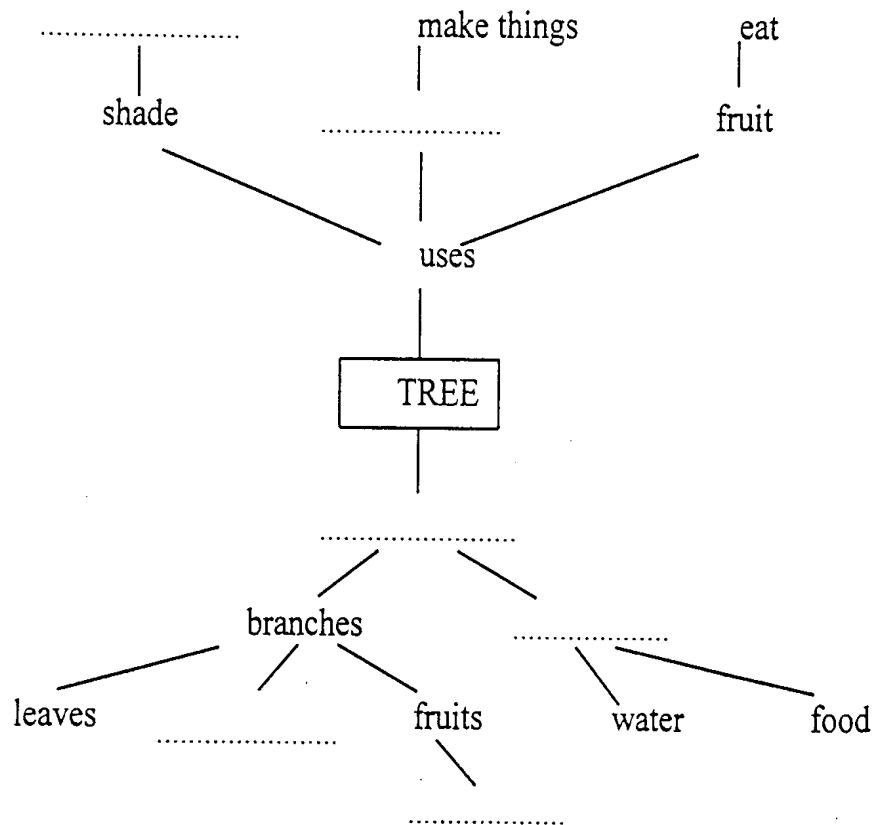 .................................. make things eat
shade ............................... fruit
uses
TREE
..................................
branches ...........................
leaves ............................... fruits water food
...........................